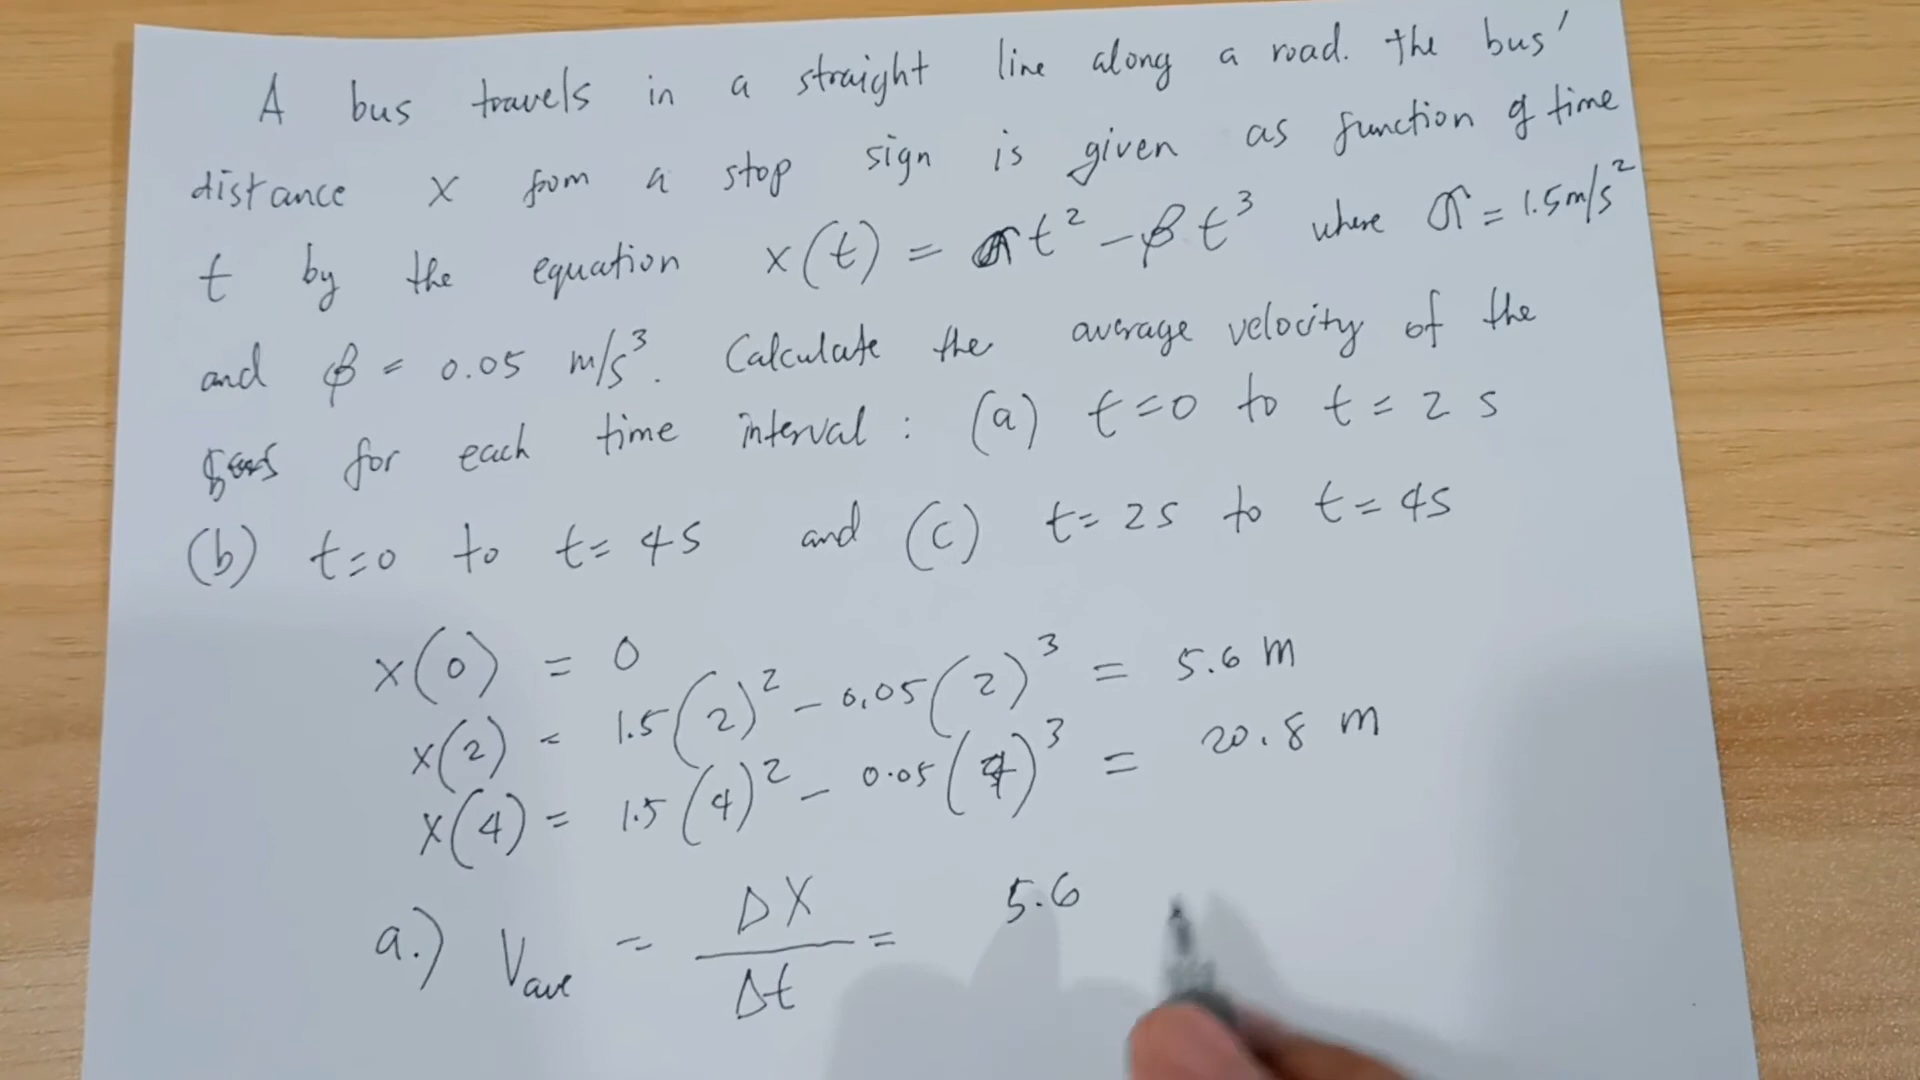 A bus travels in a straight line along a road. the bus'
distance x from a stop sign is given as function of time
t by the equation x(t) = αt² - βt³ where α = 1.5m/s²
and β = 0.05 m/s³. Calculate the average velocity of the
for each time interval : (a) t=0 to t = 2 s
(b) t=0 to t= 4s and (c) t= 2s to t= 4s
x(0) = 0
x(2) = 1.5(2)² - 0.05(2)³ = 5.6 m
x(4) = 1.5(4)² - 0.05(4)³ = 20.8 m
a.) Vave = ΔX/Δt = 5.6